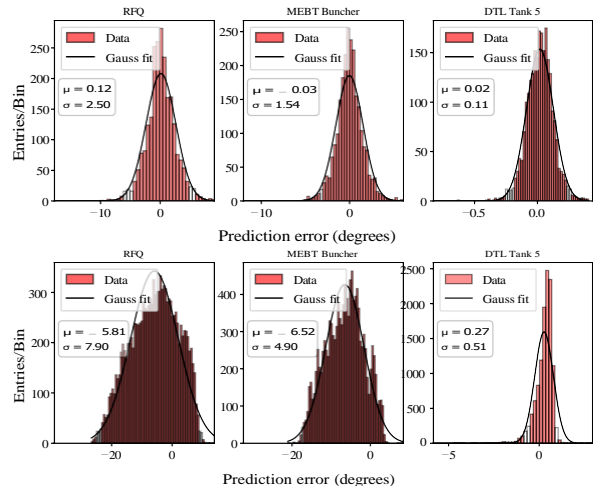 RFQ
MEBT Buncher
DTL Tank 5
Data
Gauss fit
μ = 0.12
σ = 2.50
Data
Gauss fit
μ = − 0.03
σ = 1.54
Data
Gauss fit
μ = 0.02
σ = 0.11
Entries/Bin
250
200
150
100
50
0
250
200
150
100
50
0
150
100
50
0
−10
0
−10
0
−0.5
0.0
Prediction error (degrees)
RFQ
MEBT Buncher
DTL Tank 5
Data
Gauss fit
μ = − 5.81
σ = 7.90
Data
Gauss fit
μ = − 6.52
σ = 4.90
Data
Gauss fit
μ = 0.27
σ = 0.51
Entries/Bin
300
200
100
0
400
300
200
100
0
2500
2000
1500
1000
500
0
−20
0
−20
0
−5
0
Prediction error (degrees)